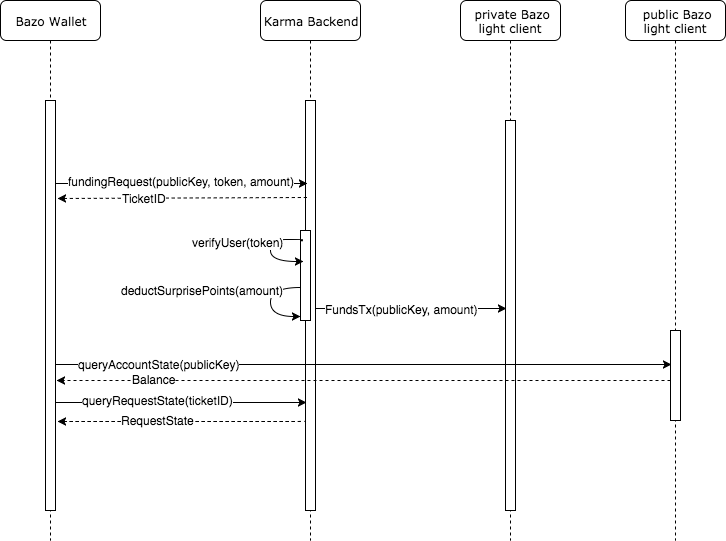 Bazo Wallet
Karma Backend
private Bazo
light client
public Bazo
light client
fundingRequest(publicKey, token, amount)
TicketID
verifyUser(token)
deductSurprisePoints(amount)
FundsTx(publicKey, amount)
queryAccountState(publicKey)
Balance
queryRequestState(ticketID)
RequestState